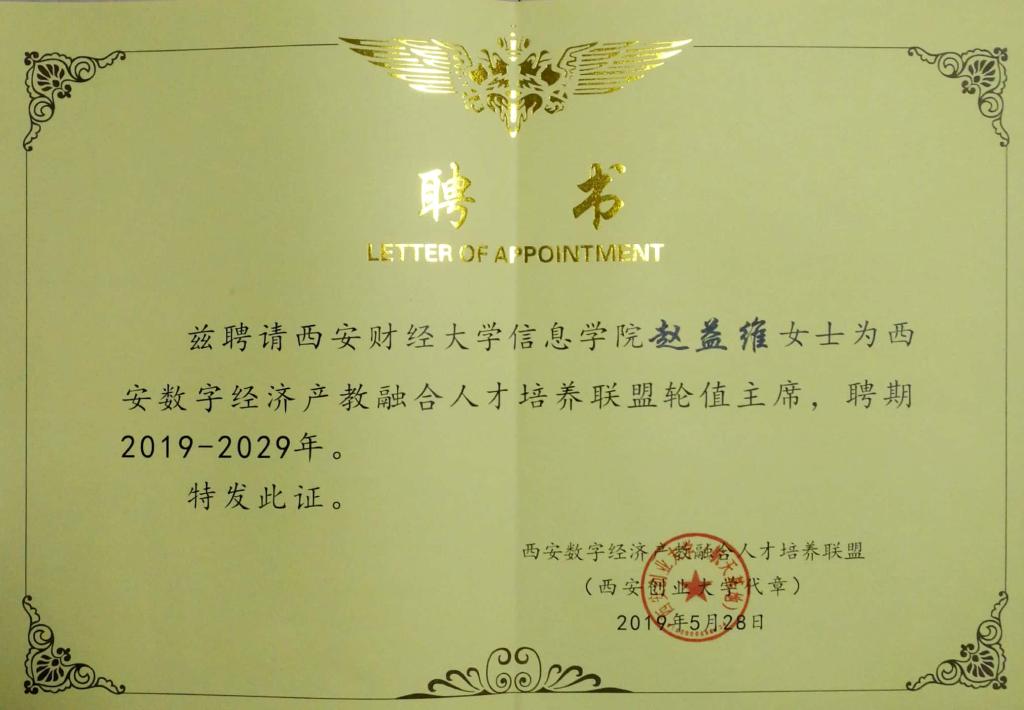 聘书
LETTER OF APPOINTMENT
兹聘请西安财经大学信息学院赵益维女士为西
安数字经济产教融合人才培养联盟轮值主席，聘期
2019-2029年。
特发此证。
西安数字经济产教融合人才培养联盟
（西安创业大学代章）
2019年5月28日